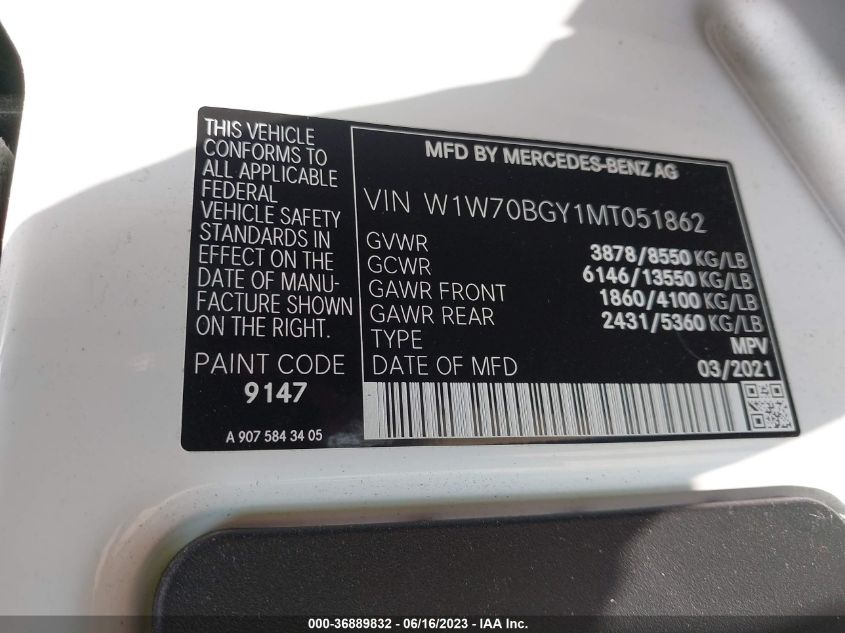 THIS VEHICLE
CONFORMS TO
ALL APPLICABLE
FEDERAL
VEHICLE SAFETY
STANDARDS IN
EFFECT ON THE
DATE OF MANU-
FACTURE SHOWN
ON THE RIGHT.
PAINT CODE
9147
A 907 584 34 05
MFD BY MERCEDES-BENZ AG
VIN W1W70BGY1MT051862
GVWR 3878/8550 KG/LB
GCWR 6146/13550 KG/LB
GAWR FRONT 1860/4100 KG/LB
GAWR REAR 2431/5360 KG/LB
TYPE MPV
DATE OF MFD 03/2021
000-36889832 - 06/16/2023 - Copyright © IAA, Inc.